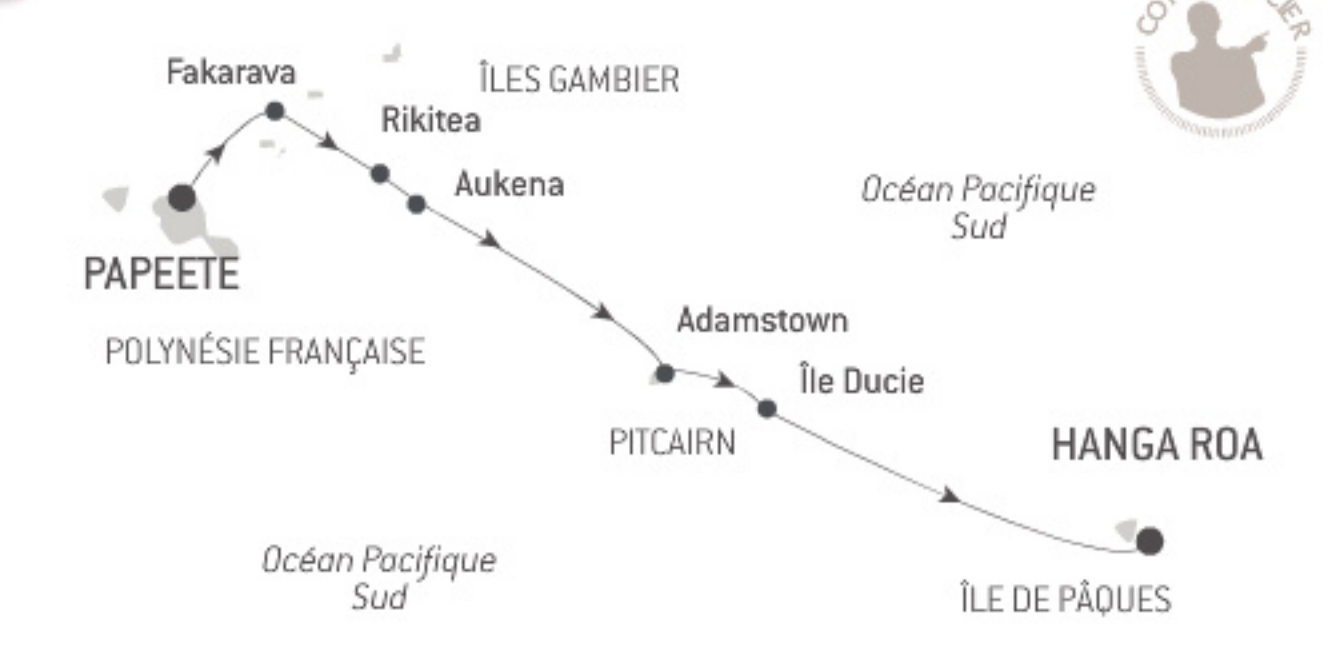 Fakarava
ÎLES GAMBIER
Rikitea
Aukena
Océan Pacifique
Sud
PAPEETE
POLYNÉSIE FRANÇAISE
Adamstown
Île Ducie
PITCAIRN
HANGA ROA
Océan Pacifique
Sud
ÎLE DE PÂQUES